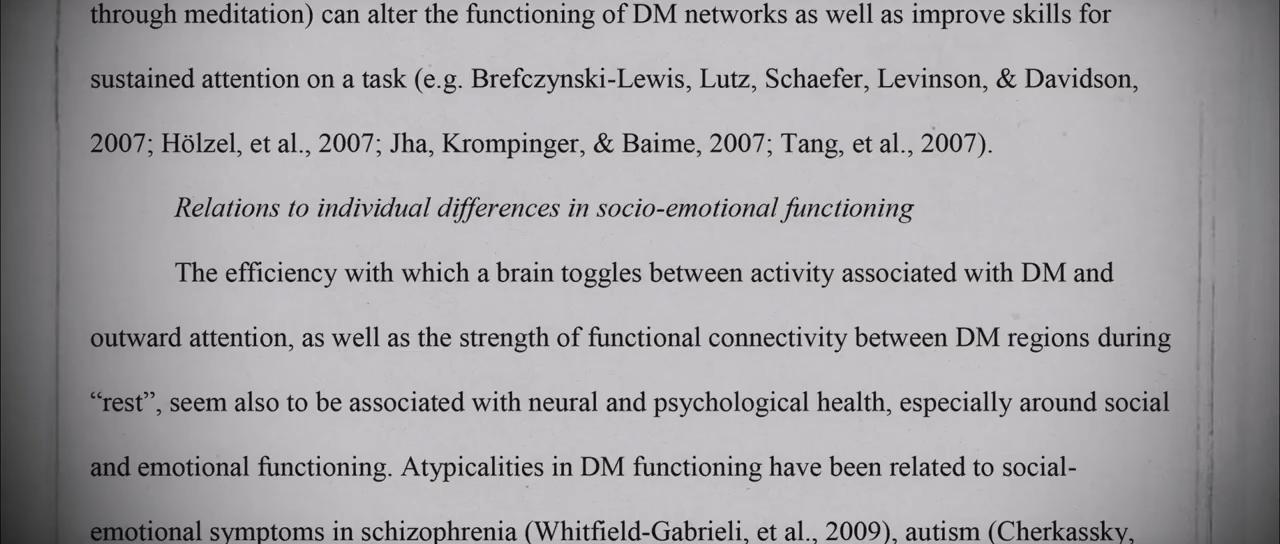 through meditation) can alter the functioning of DM networks as well as improve skills for
sustained attention on a task (e.g. Brefczynski-Lewis, Lutz, Schaefer, Levinson, & Davidson,
2007; Hölzel, et al., 2007; Jha, Krompinger, & Baime, 2007; Tang, et al., 2007).
Relations to individual differences in socio-emotional functioning
The efficiency with which a brain toggles between activity associated with DM and
outward attention, as well as the strength of functional connectivity between DM regions during
“rest”, seem also to be associated with neural and psychological health, especially around social
and emotional functioning. Atypicalities in DM functioning have been related to social-
emotional symptoms in schizophrenia (Whitfield-Gabrieli, et al., 2009), autism (Cherkassky,